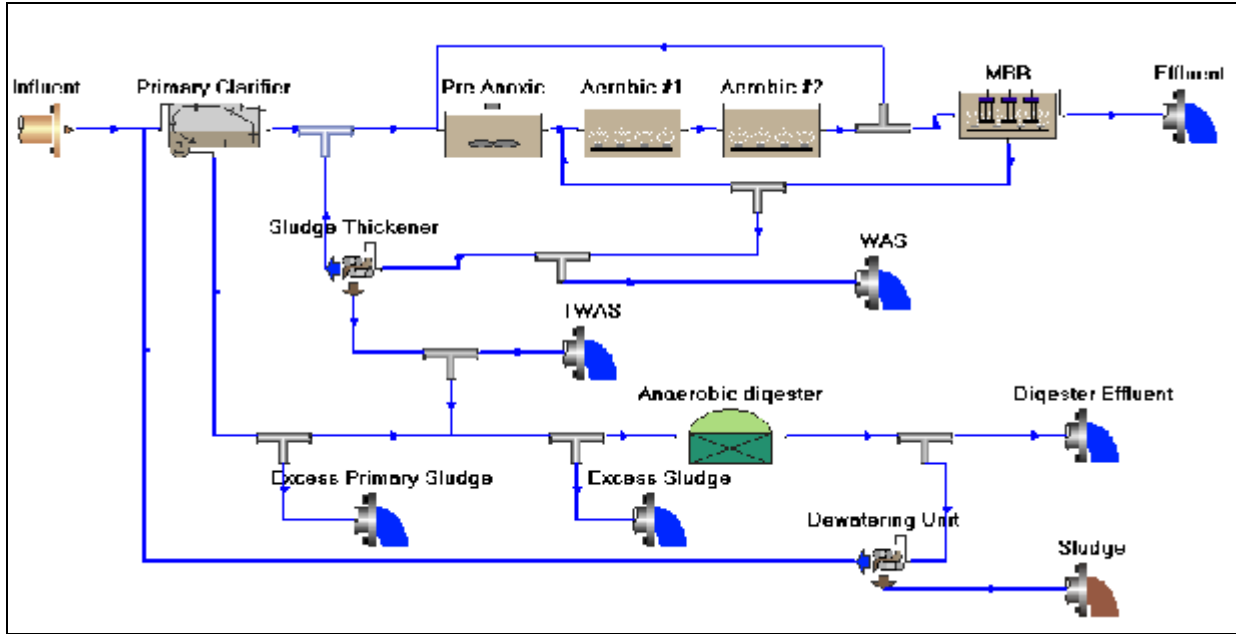 Influent
Primary Clarifier
Pre Anoxic
Aerobic #1
Aerobic #2
MBR
Effluent
Sludge Thickener
WAS
TWAS
Anaerobic digester
Digester Effluent
Excess Primary Sludge
Excess Sludge
Dewatering Unit
Sludge